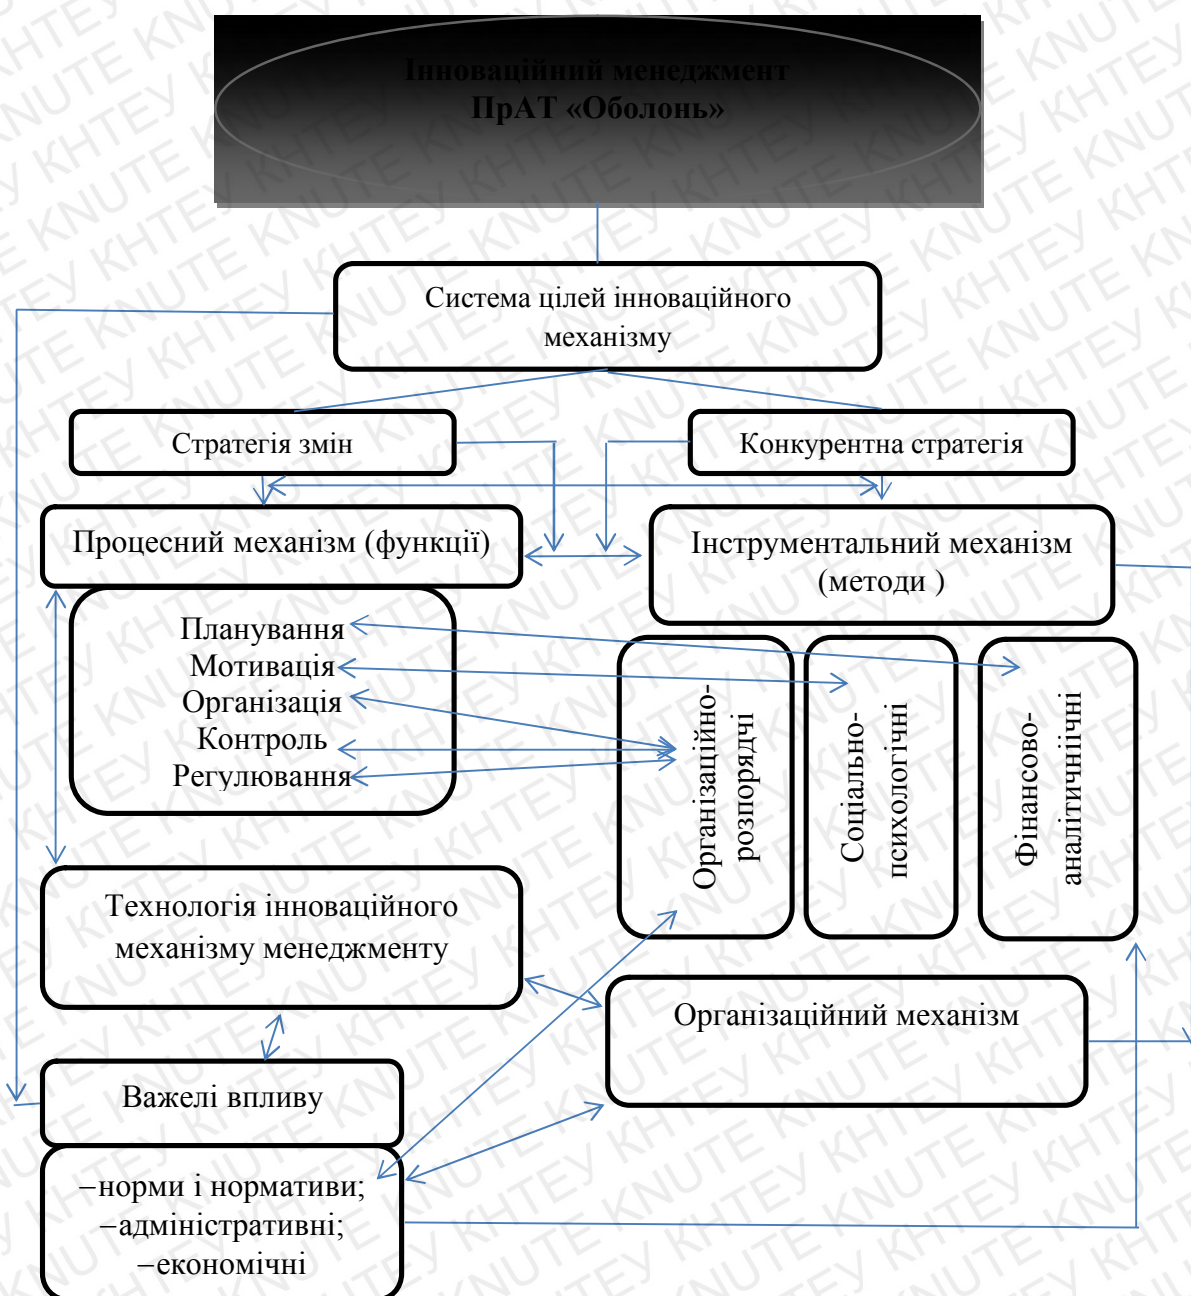 Інноваційний менеджмент
ПрАТ «Оболонь»
Система цілей інноваційного
механізму
Стратегія змін
Конкурентна стратегія
Процесний механізм (функції)
Інструментальний механізм
(методи )
Планування
Мотивація
Організація
Контроль
Регулювання
Організаційно-
розпорядчі
Соціально-
психологічні
Фінансово-
аналітичніічні
Технологія інноваційного
механізму менеджменту
Організаційний механізм
Важелі впливу
–норми і нормативи;
–адміністративні;
–економічні